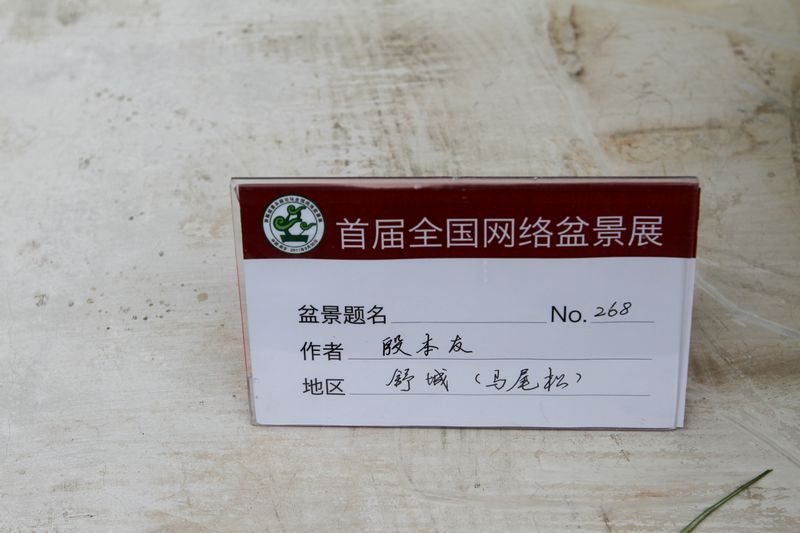 首届全国网络盆景展
盆景题名 No. 268
作者 殷本友
地区 舒城（马尾松）